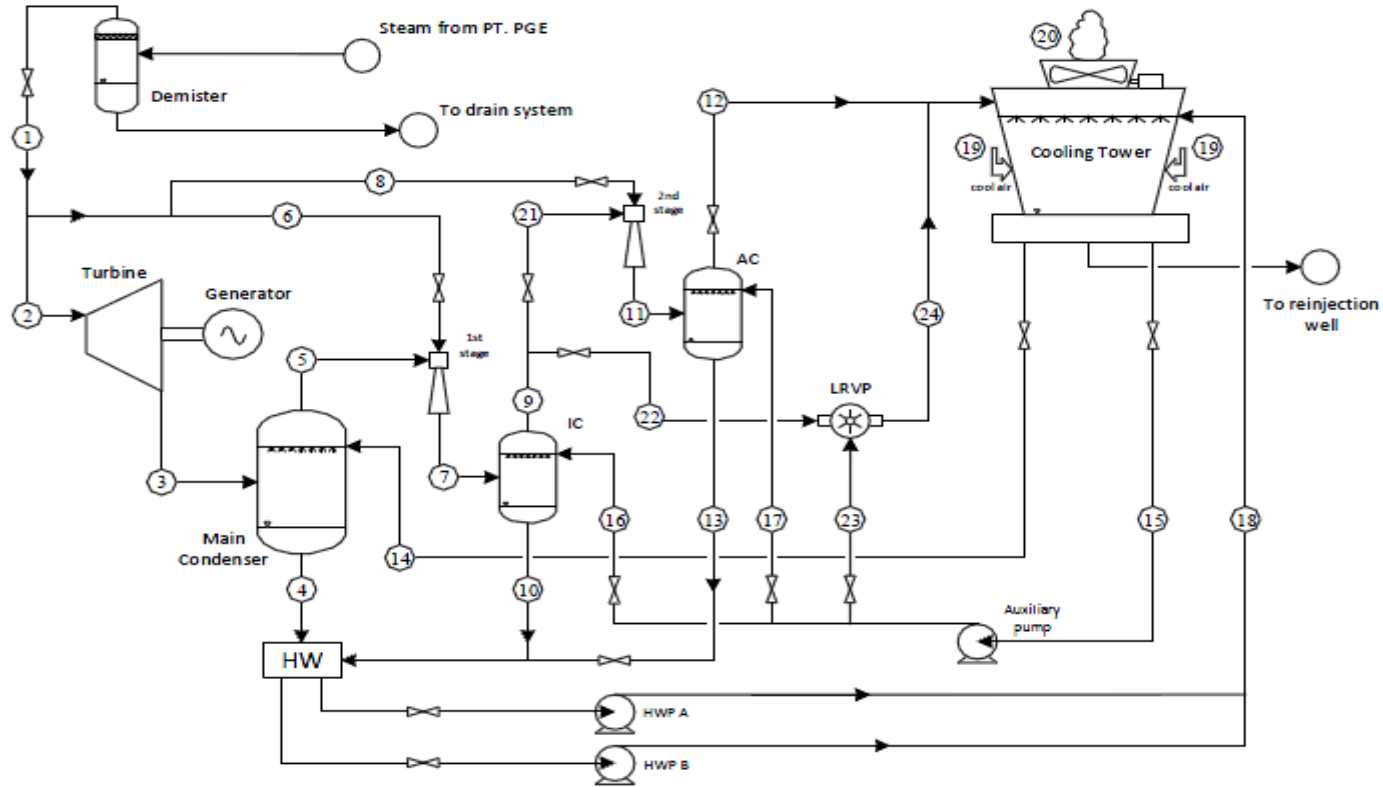 Steam from PT. PGE
20
Demister
To drain system
12
1
19
Cooling Tower
19
cool air
cool air
8
2nd
stage
6
21
Turbine
Generator
AC
To reinjection
well
2
11
24
1st
stage
5
LRVP
9
22
IC
3
7
16
13
17
23
15
18
Main
Condenser
14
4
10
Auxiliary
pump
HW
HWP A
HWP B